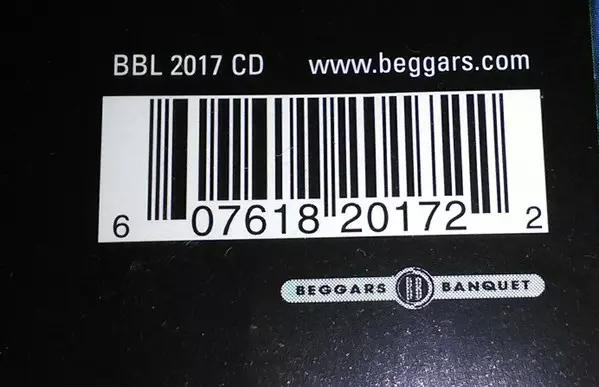 BBL 2017 CD www.beggars.com
6 07618 20172 2
BEGGARS BB BANQUET